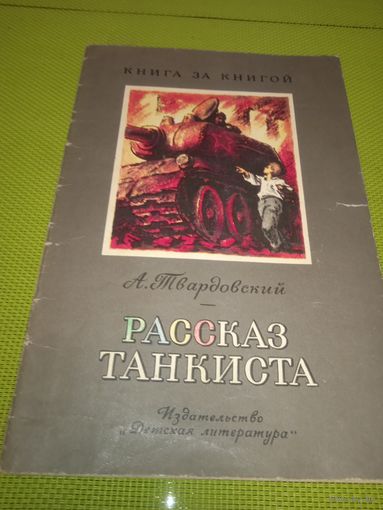 КНИГА ЗА КНИГОЙ
А. Твардовский
РАССКАЗ
ТАНКИСТА
Издательство
„Детская литература"